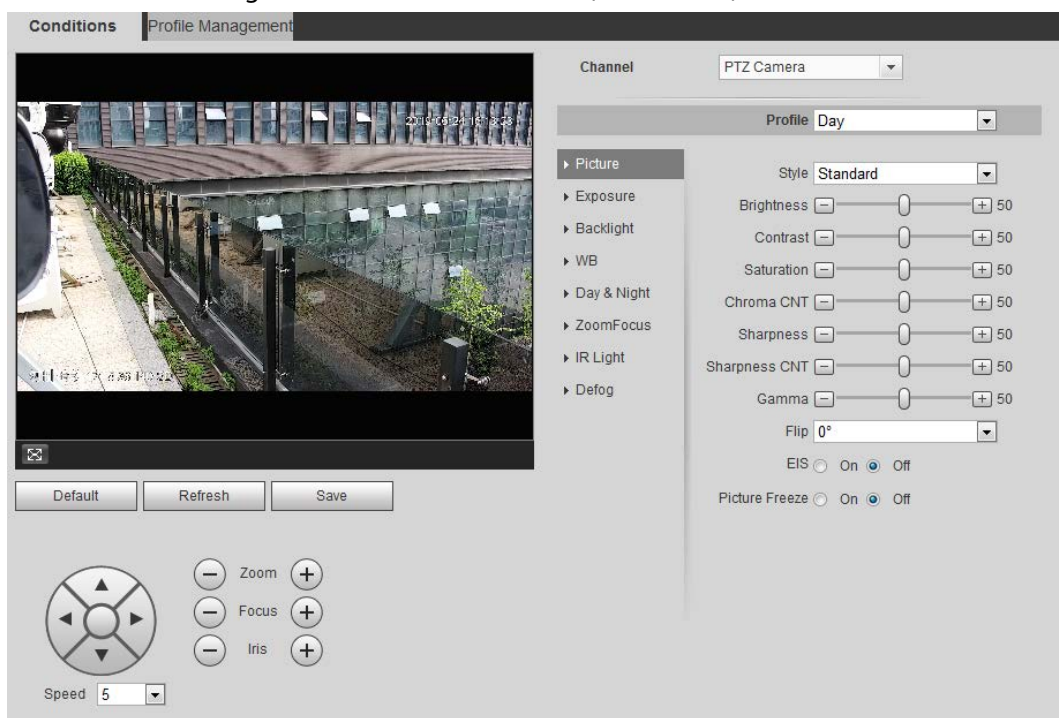 Conditions
Profile Management
Channel PTZ Camera
Profile Day
Picture
Exposure
Backlight
WB
Day & Night
ZoomFocus
IR Light
Defog
Style Standard
Brightness 50
Contrast 50
Saturation 50
Chroma CNT 50
Sharpness 50
Sharpness CNT 50
Gamma 50
Flip 0°
EIS On Off
Picture Freeze On Off
Default Refresh Save
Zoom
Focus
Iris
Speed 5